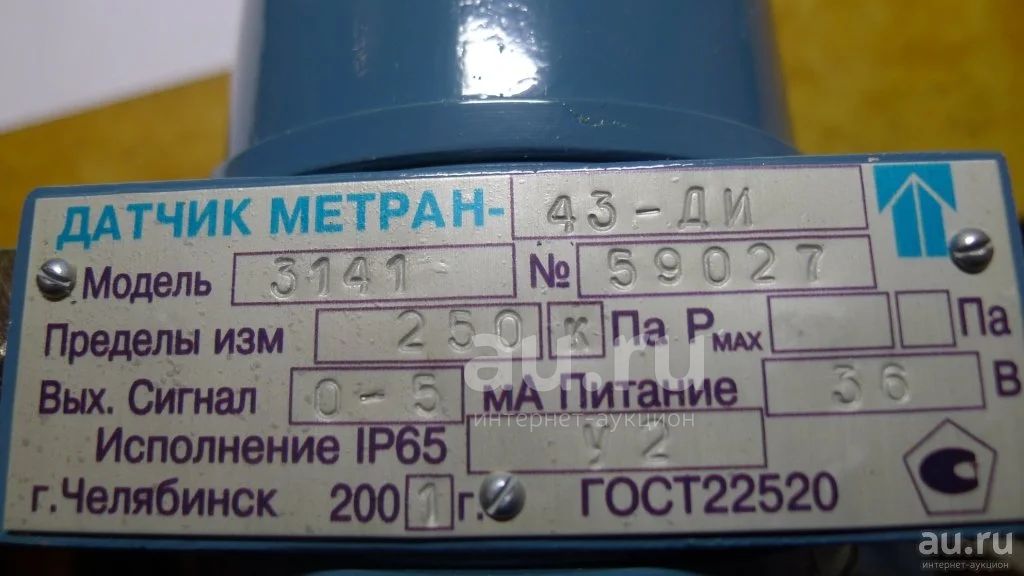 ДАТЧИК МЕТРАН- 43-ДИ
Модель 3141 № 59027
Пределы изм 250 к Па Pмах Па
Вых. Сигнал 0-5 мА Питание 36 В
Исполнение IP65 У2
г.Челябинск 2001г. ГОСТ22520
au.ru
интернет-аукцион
au.ru
интернет-аукцион